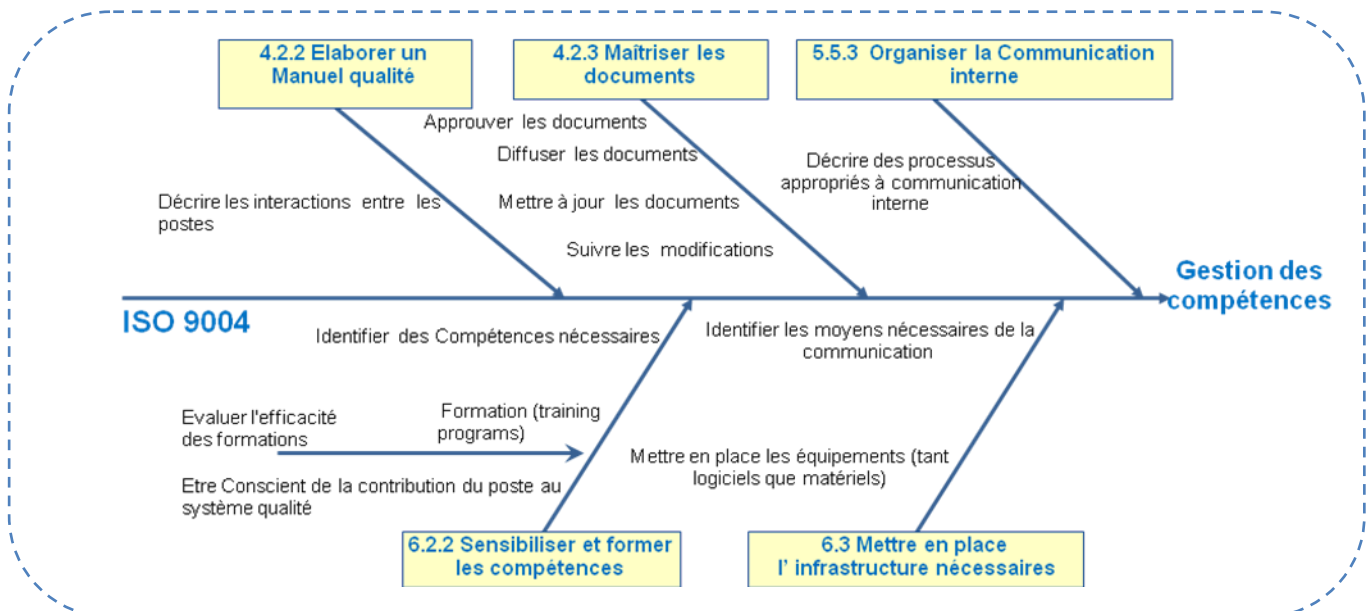 4.2.2 Elaborer un
Manuel qualité
4.2.3 Maîtriser les
documents
5.5.3 Organiser la Communication
interne
Approuver les documents
Diffuser les documents
Décrire des processus
appropriés à communication
interne
Décrire les interactions entre les
postes
Mettre à jour les documents
Suivre les modifications
Gestion des
compétences
ISO 9004
Identifier des Compétences nécessaires
Identifier les moyens nécessaires de la
communication
Evaluer l'efficacité
des formations
Formation (training
programs)
Mettre en place les équipements (tant
logiciels que matériels)
Etre Conscient de la contribution du poste au
système qualité
6.2.2 Sensibiliser et former
les compétences
6.3 Mettre en place
l' infrastructure nécessaires